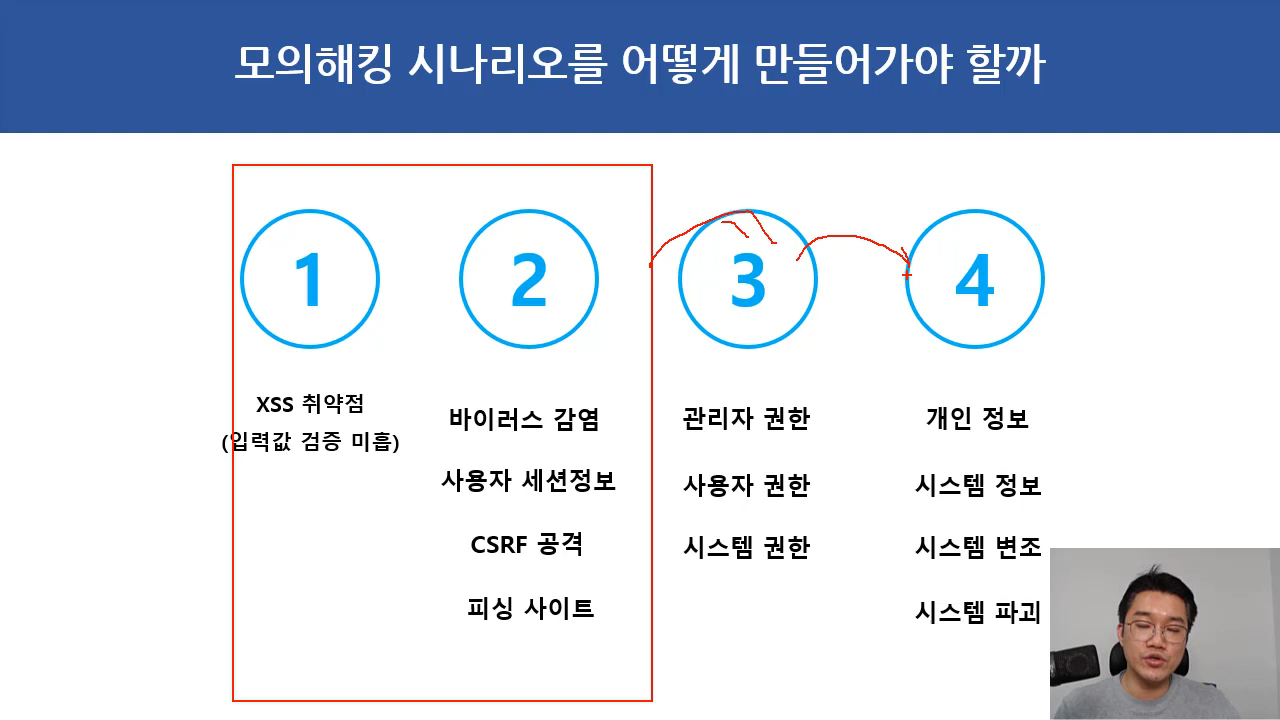 모의해킹 시나리오를 어떻게 만들어가야 할까
1
2
3
4
XSS 취약점
(입력값 검증 미흡)
바이러스 감염
사용자 세션정보
CSRF 공격
피싱 사이트
관리자 권한
사용자 권한
시스템 권한
개인 정보
시스템 정보
시스템 변조
시스템 파괴